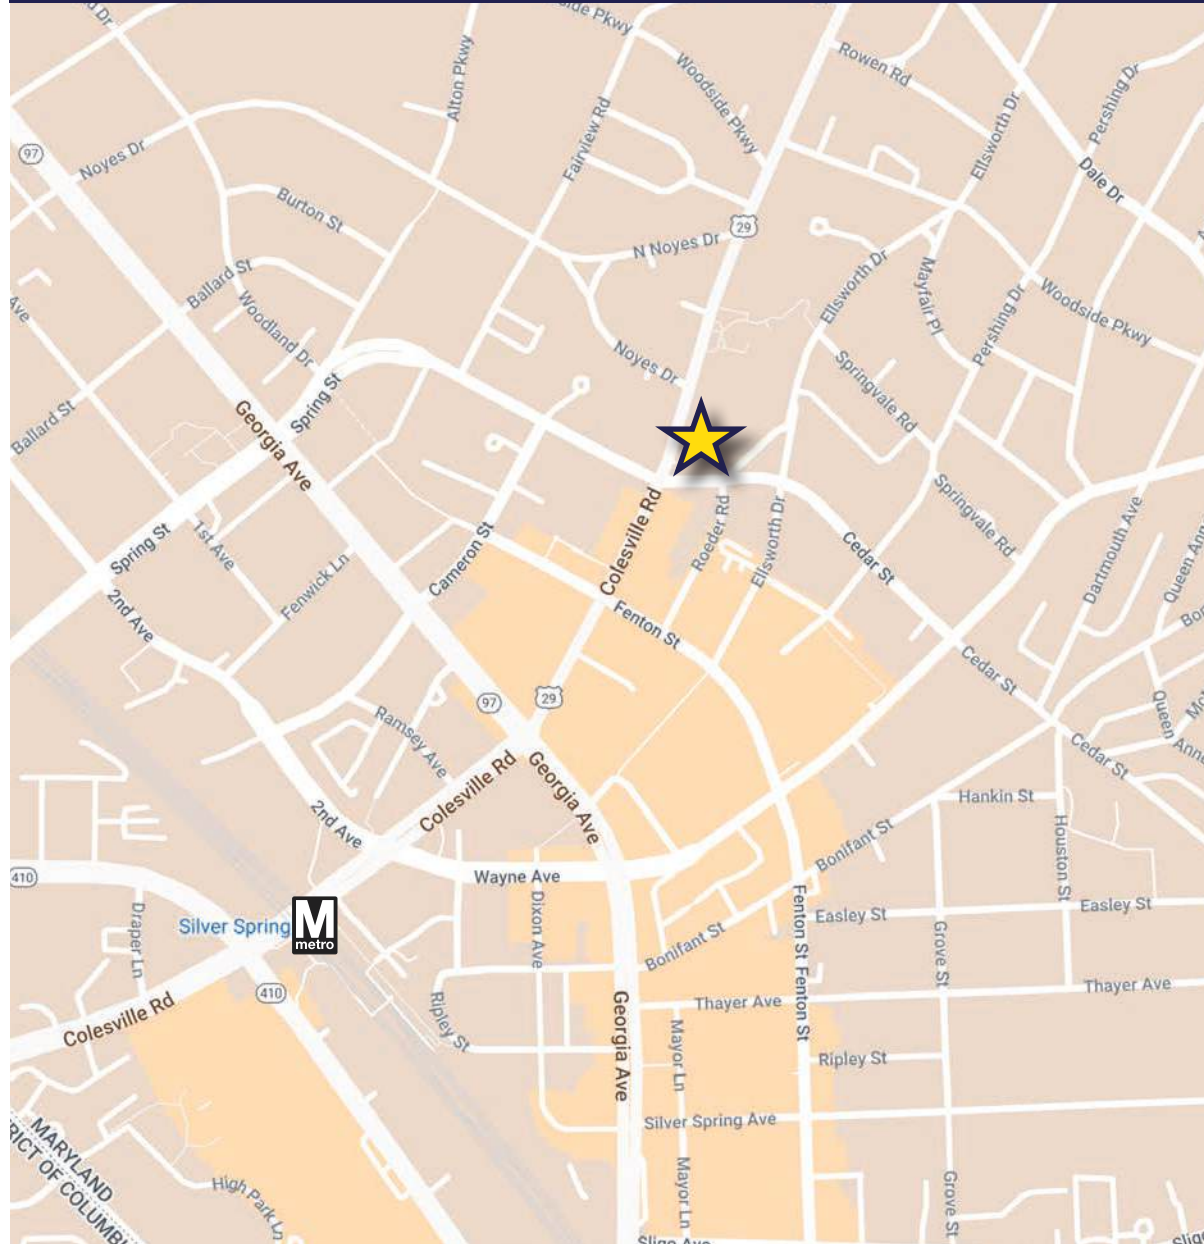 Rowen Rd
Woodside Pkwy
Alton Pkwy
Pershing Dr
Ellsworth Dr
Fairview Rd
97
Noyes Dr
Dale Dr
Burton St
29
N Noyes Dr
Ballard St
Ellsworth Dr
Mayfair Pl
Woodland Dr
Pershing Dr
Woodside Pkwy
Ave
Noyes Dr
Springvale Rd
Spring St
Ballard St
Georgia Ave
Colesville Rd
Roeder Rd
Ellsworth Dr
Springvale Rd
Dartmouth Ave
Spring St
1st Ave
Cameron St
Cedar St
Fenwick Ln
2nd Ave
Fenton St
Cedar St
97
29
Queen
Ramsey Ave
Cedar St
Colesville Rd
Georgia Ave
2nd Ave
Hankin St
Bonifant St
Houston St
410
Wayne Ave
Dixon Ave
Draper Ln
Silver Spring
M
metro
Fenton St
Easley St
Easley St
Grove St
Bonifant St
410
Colesville Rd
Ripley St
Georgia Ave
Thayer Ave
Fenton St
Thayer Ave
Mayor Ln
Ripley St
Silver Spring Ave
MARYLAND
High Park Ln
Mayor Ln
Grove St
Sligo Ave